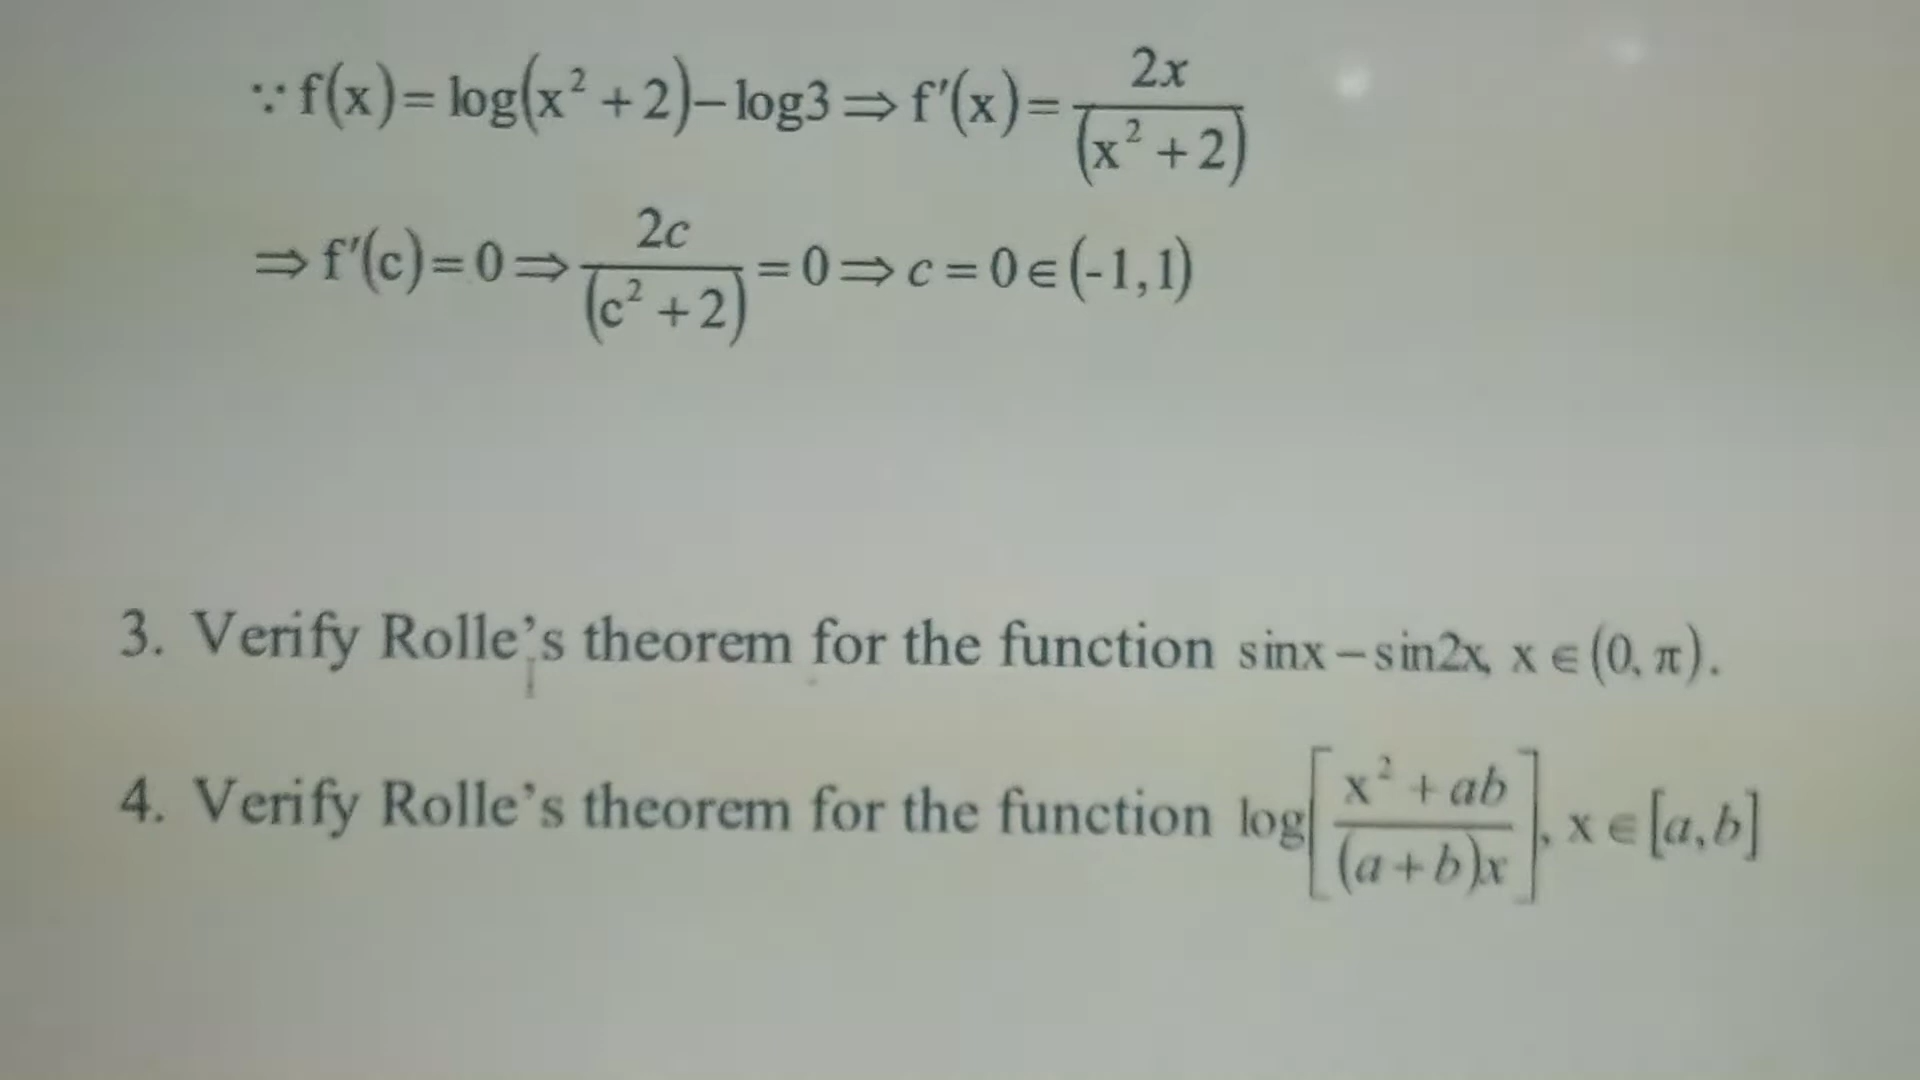 ∵ f(x) = log(x² + 2) – log3 ⇒ f'(x) = 2x / (x² + 2)
⇒ f'(c) = 0 ⇒ 2c / (c² + 2) = 0 ⇒ c = 0 ∈ (-1, 1)
3. Verify Rolle's theorem for the function sinx – sin2x, x ∈ (0, π).
4. Verify Rolle's theorem for the function log[x² + ab / (a + b)x], x ∈ [a, b]